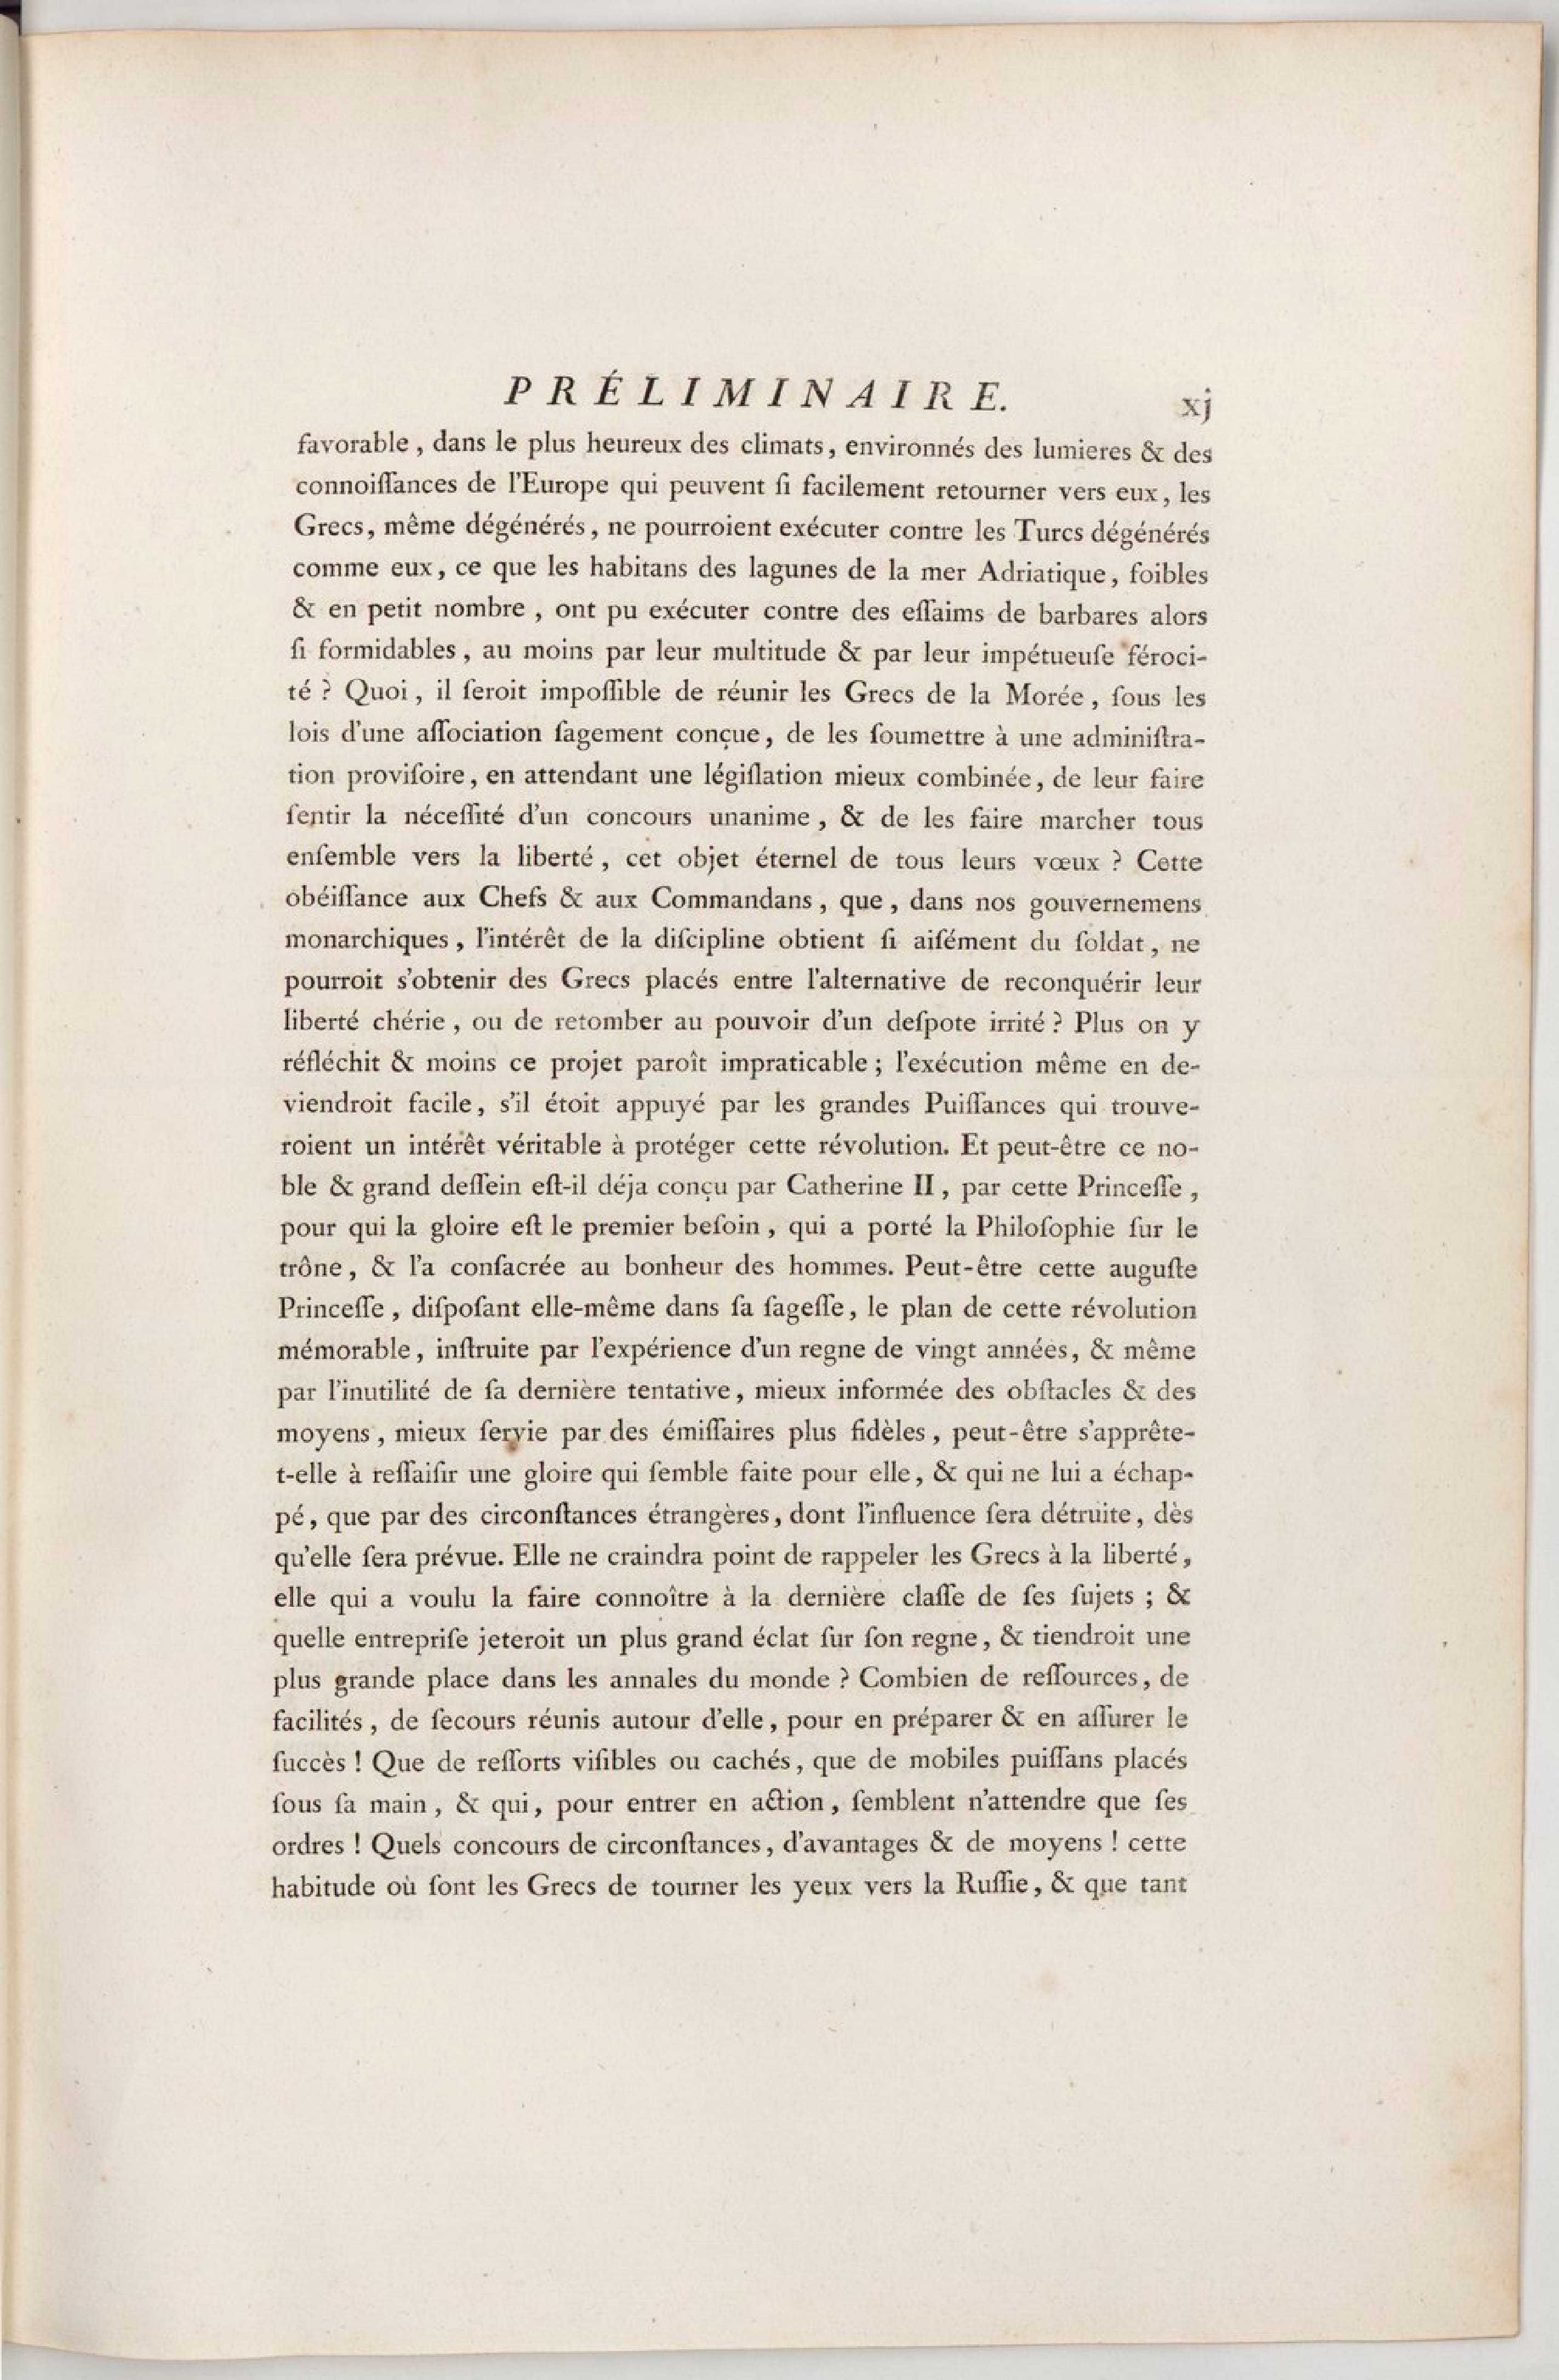 PRÉLIMINAIRE. xj
favorable , dans le plus heureux des climats, environnés des lumieres & des
connoiſſances de l'Europe qui peuvent ſi facilement retourner vers eux, les
Grecs, même dégénérés, ne pourroient exécuter contre les Turcs dégénérés
comme eux, ce que les habitans des lagunes de la mer Adriatique, foibles
& en petit nombre , ont pu exécuter contre des eſſaims de barbares alors
ſi formidables , au moins par leur multitude & par leur impétueuſe féroci-
té ? Quoi, il ſeroit impoſſible de réunir les Grecs de la Morée , ſous les
lois d'une aſſociation ſagement conçue, de les ſoumettre à une adminiſtra-
tion proviſoire, en attendant une légiſlation mieux combinée, de leur faire
ſentir la néceſſité d'un concours unanime , & de les faire marcher tous
enſemble vers la liberté , cet objet éternel de tous leurs vœux ? Cette
obéiſſance aux Chefs & aux Commandans , que , dans nos gouvernemens
monarchiques , l'intérêt de la diſcipline obtient ſi aiſément du ſoldat, ne
pourroit s'obtenir des Grecs placés entre l'alternative de reconquérir leur
liberté chérie , ou de retomber au pouvoir d'un deſpote irrité ? Plus on y
réfléchit & moins ce projet paroît impraticable ; l'exécution même en de-
viendroit facile, s'il étoit appuyé par les grandes Puiſſances qui trouve-
roient un intérêt véritable à protéger cette révolution. Et peut-être ce no-
ble & grand deſſein eſt-il déja conçu par Catherine II , par cette Princeſſe ,
pour qui la gloire eſt le premier beſoin , qui a porté la Philoſophie ſur le
trône, & l'a conſacrée au bonheur des hommes. Peut-être cette auguſte
Princeſſe , diſpoſant elle-même dans ſa ſageſſe, le plan de cette révolution
mémorable, inſtruite par l'expérience d'un regne de vingt années, & même
par l'inutilité de ſa dernière tentative, mieux informée des obſtacles & des
moyens , mieux ſervie par des émiſſaires plus fidèles , peut-être s'apprête-
t-elle à reſſaiſir une gloire qui ſemble faite pour elle, & qui ne lui a échap-
pé, que par des circonſtances étrangères, dont l'influence ſera détruite, dès
qu'elle ſera prévue. Elle ne craindra point de rappeler les Grecs à la liberté,
elle qui a voulu la faire connoître à la dernière claſſe de ſes ſujets ; &
quelle entrepriſe jeteroit un plus grand éclat ſur ſon regne, & tiendroit une
plus grande place dans les annales du monde ? Combien de reſſources, de
facilités , de ſecours réunis autour d'elle, pour en préparer & en aſſurer le
ſuccès ! Que de reſſorts viſibles ou cachés, que de mobiles puiſſans placés
ſous ſa main , & qui, pour entrer en action , ſemblent n'attendre que ſes
ordres ! Quels concours de circonſtances, d'avantages & de moyens ! cette
habitude où ſont les Grecs de tourner les yeux vers la Ruſſie, & que tant